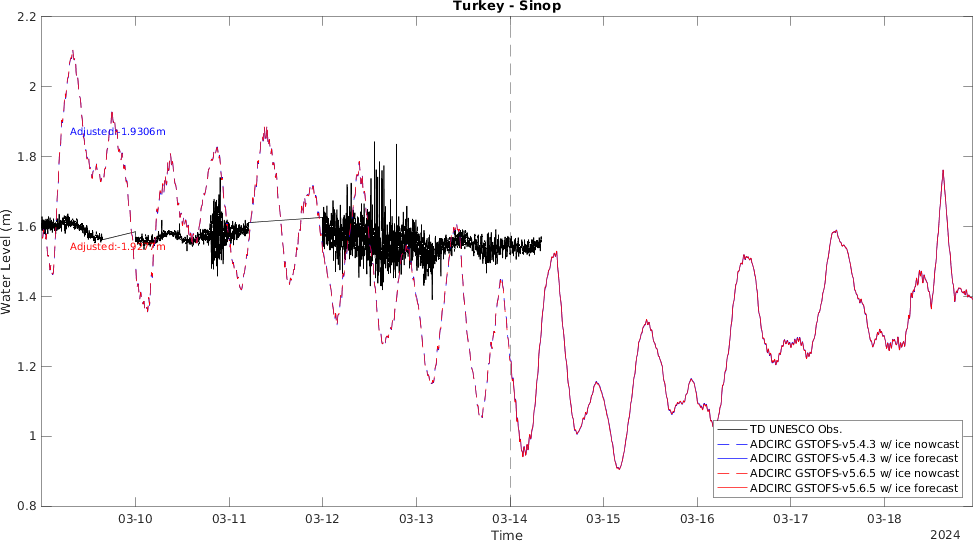 Turkey - Sinop
2.2
2
1.8
1.6
1.4
1.2
1
0.8
Water Level (m)
Adjusted:-1.9306m
03-10
03-11
03-12
03-13
03-14
03-15
03-16
03-17
03-18
Time
2024
TD UNESCO Obs.
ADCIRC GSTOFS-v5.4.3 w/ ice nowcast
ADCIRC GSTOFS-v5.4.3 w/ ice forecast
ADCIRC GSTOFS-v5.6.5 w/ ice nowcast
ADCIRC GSTOFS-v5.6.5 w/ ice forecast